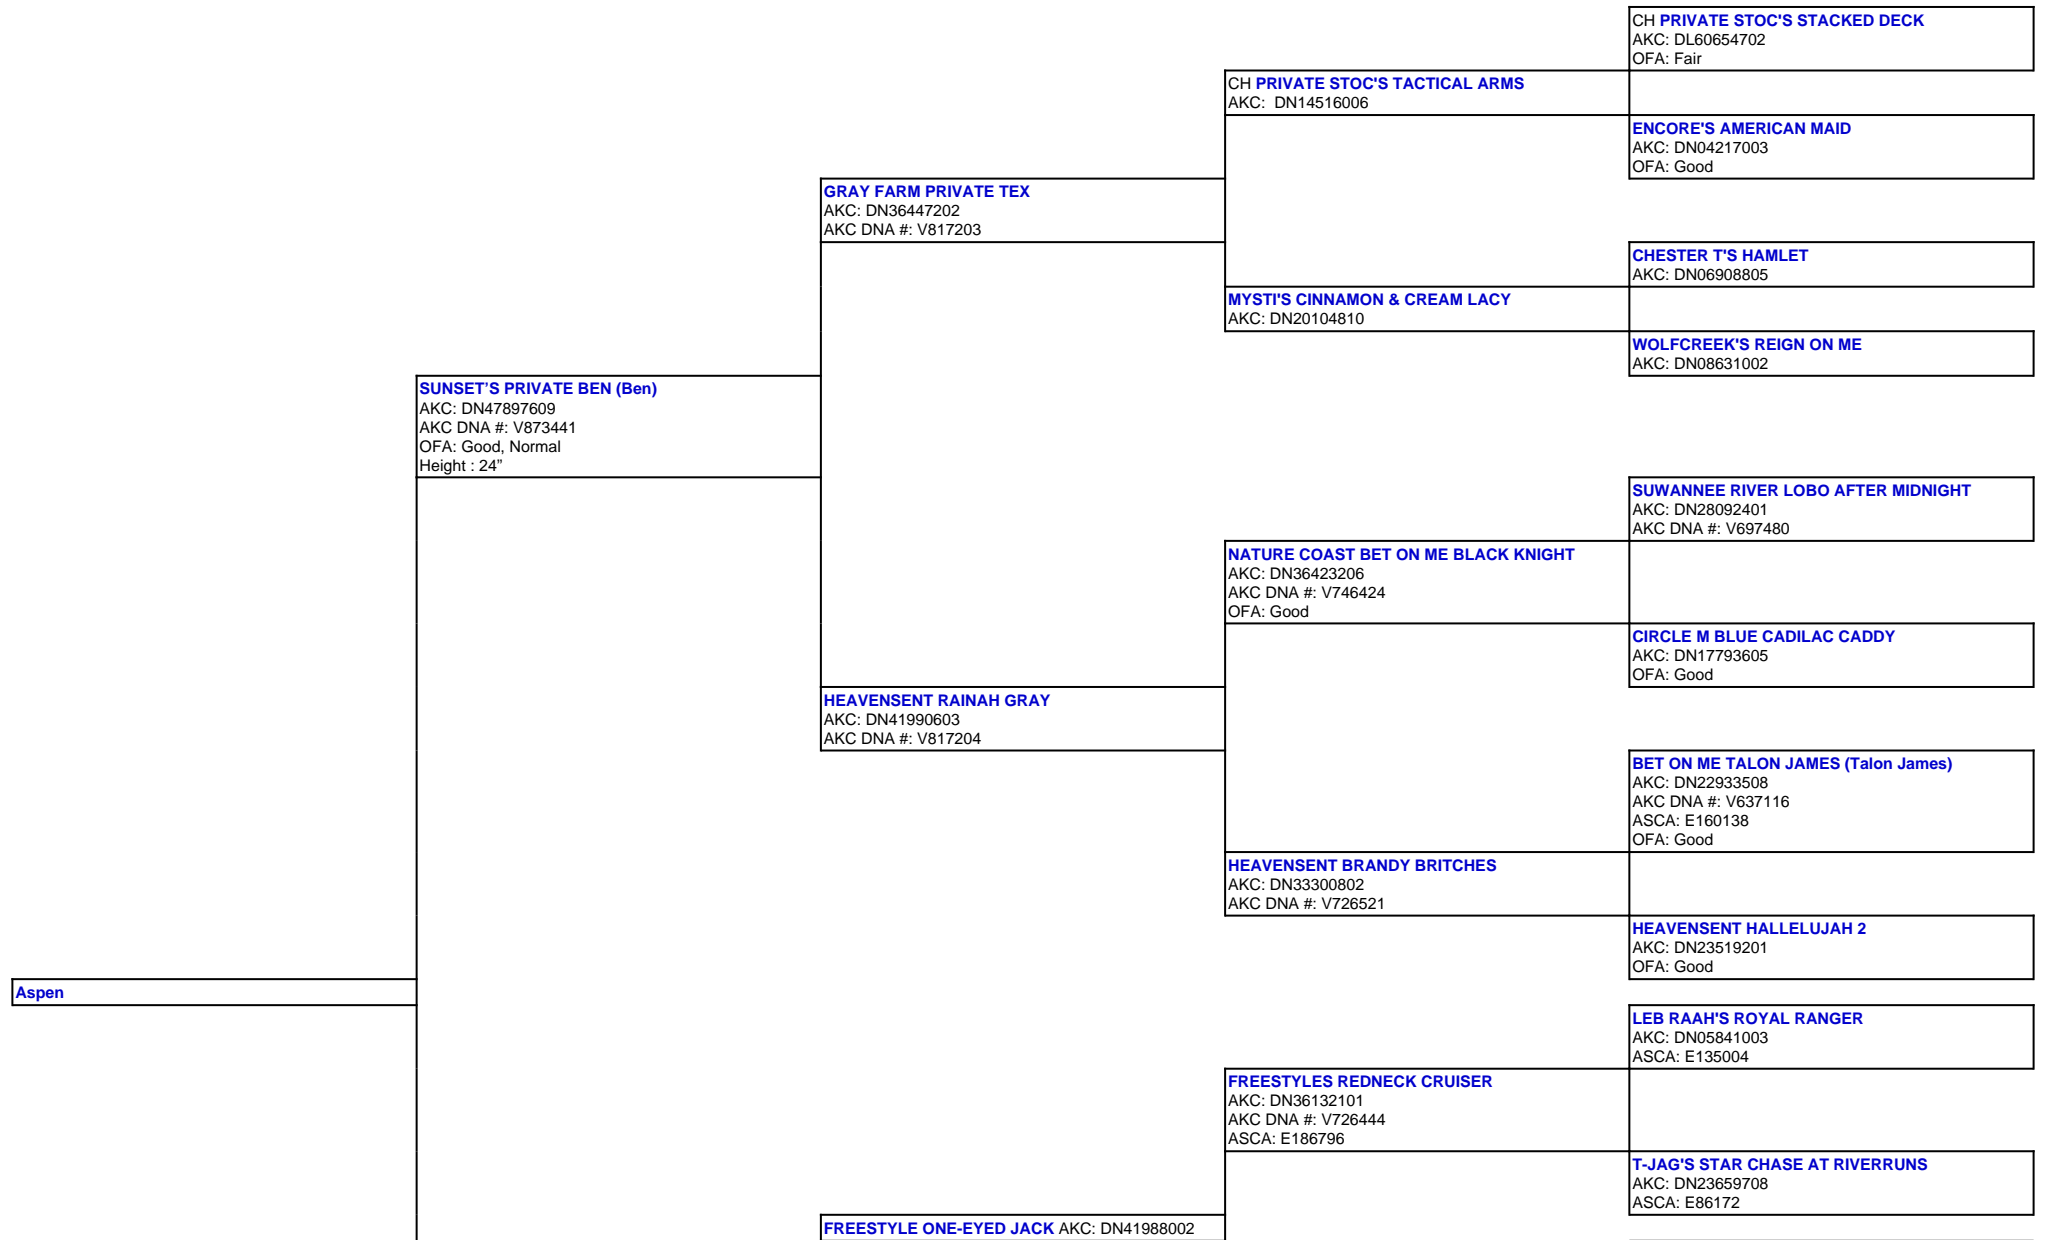 CH PRIVATE STOC'S STACKED DECK
AKC: DL60654702
OFA: Fair
CH PRIVATE STOC'S TACTICAL ARMS
AKC:  DN14516006
ENCORE'S AMERICAN MAID
AKC: DN04217003
OFA: Good
GRAY FARM PRIVATE TEX
AKC: DN36447202
AKC DNA #: V817203
CHESTER T'S HAMLET
AKC: DN06908805
MYSTI'S CINNAMON & CREAM LACY
AKC: DN20104810
WOLFCREEK'S REIGN ON ME
AKC: DN08631002
SUNSET’S PRIVATE BEN (Ben)
AKC: DN47897609
AKC DNA #: V873441
OFA: Good, Normal
Height : 24”
SUWANNEE RIVER LOBO AFTER MIDNIGHT
AKC: DN28092401
AKC DNA #: V697480
NATURE COAST BET ON ME BLACK KNIGHT
AKC: DN36423206
AKC DNA #: V746424
OFA: Good
CIRCLE M BLUE CADILAC CADDY
AKC: DN17793605
OFA: Good
HEAVENSENT RAINAH GRAY
AKC: DN41990603
AKC DNA #: V817204
BET ON ME TALON JAMES (Talon James)
AKC: DN22933508
AKC DNA #: V637116
ASCA: E160138
OFA: Good
HEAVENSENT BRANDY BRITCHES
AKC: DN33300802
AKC DNA #: V726521
HEAVENSENT HALLELUJAH 2
AKC: DN23519201
OFA: Good
Aspen
LEB RAAH'S ROYAL RANGER
AKC: DN05841003
ASCA: E135004
FREESTYLES REDNECK CRUISER
AKC: DN36132101
AKC DNA #: V726444
ASCA: E186796
T-JAG'S STAR CHASE AT RIVERRUNS
AKC: DN23659708
ASCA: E86172
FREESTYLE ONE-EYED JACK AKC: DN41988002